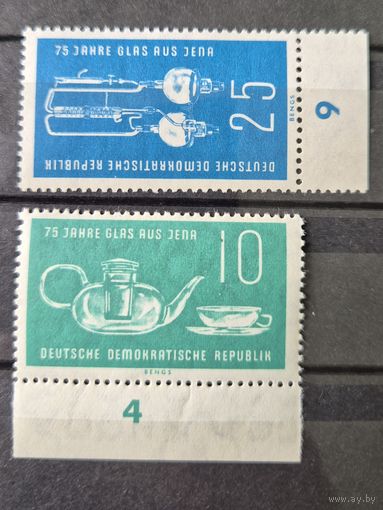 75 JAHRE GLAS AUS JENA
25
DEUTSCHE DEMOKRATISCHE REPUBLIK
BENGS
9
75 JAHRE GLAS AUS JENA
10
DEUTSCHE DEMOKRATISCHE REPUBLIK
BENGS
4
www.ay.by